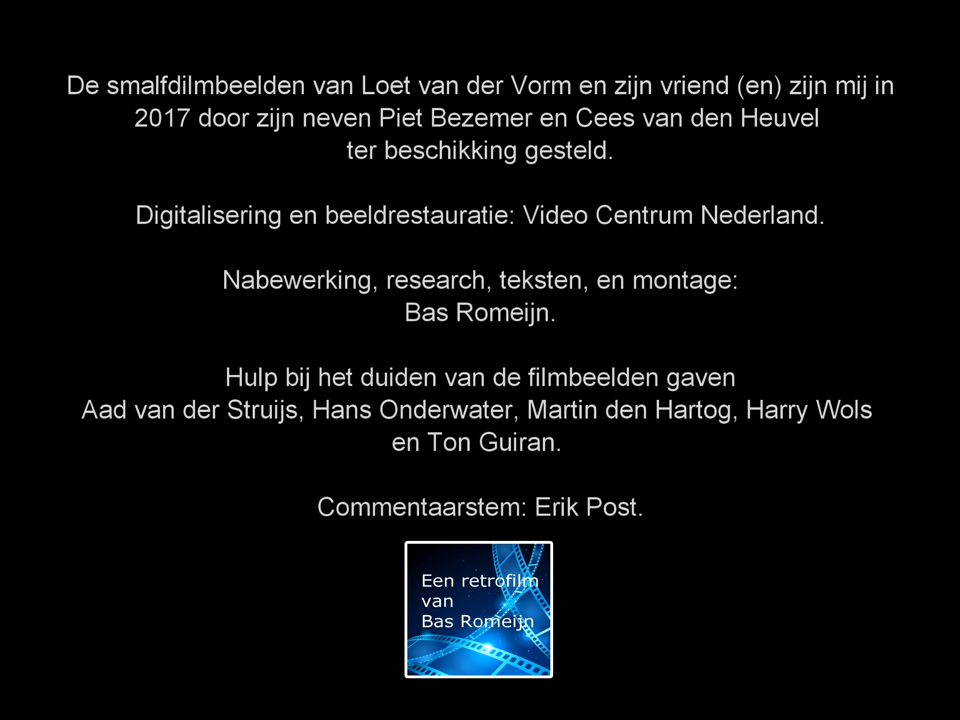 De smalfdilmbeelden van Loet van der Vorm en zijn vriend (en) zijn mij in
2017 door zijn neven Piet Bezemer en Cees van den Heuvel
ter beschikking gesteld.
Digitalisering en beeldrestauratie: Video Centrum Nederland.
Nabewerking, research, teksten, en montage:
Bas Romeijn.
Hulp bij het duiden van de filmbeelden gaven
Aad van der Struijs, Hans Onderwater, Martin den Hartog, Harry Wols
en Ton Guiran.
Commentaarstem: Erik Post.
Een retrofilm
van
Bas Romeijn